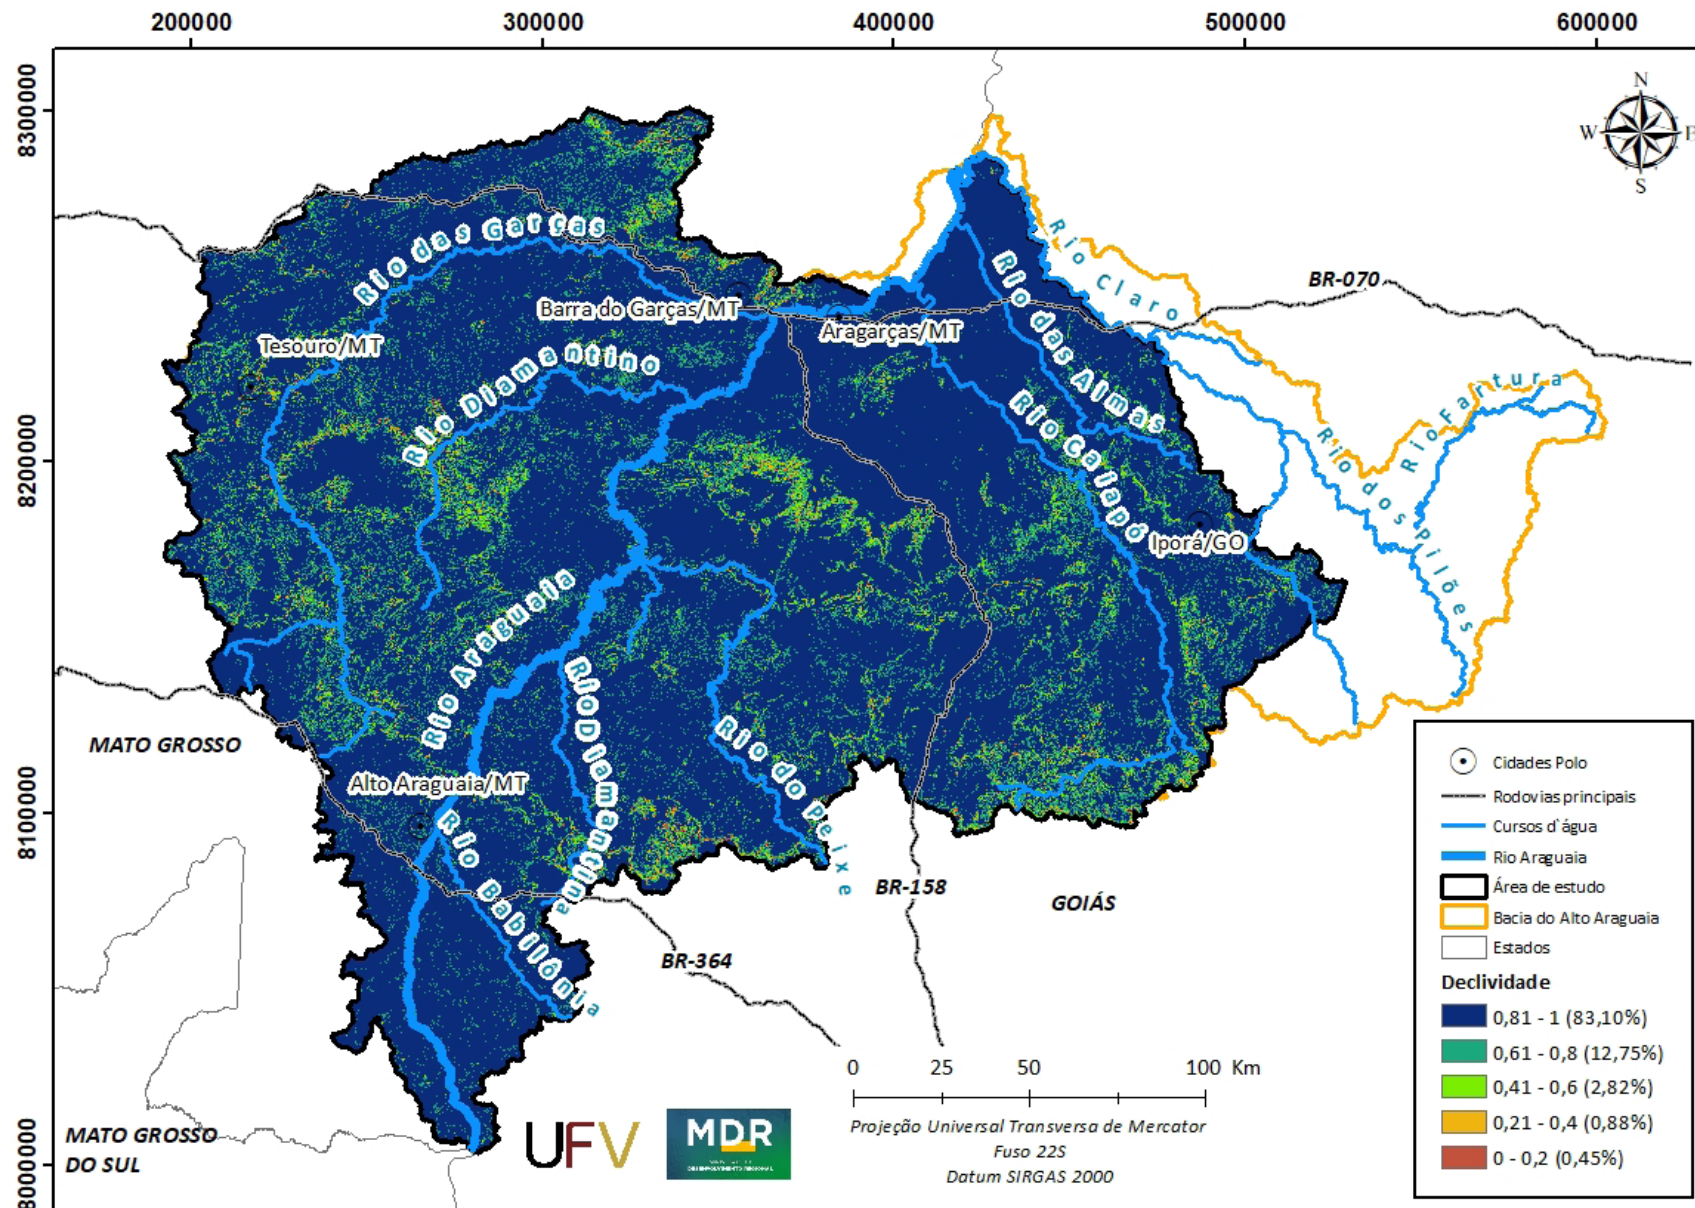 200000 300000 400000 500000 600000
8300000
8200000
8100000
8000000
N
W E
S
Rio das Garças
Rio Claro
BR-070
Rio das Almas
Barra do Garças/MT
Aragarças/MT
Tesouro/MT
Rio Diamantino
Rio Fartura
Rio Caiapó
Rio dos Pilões
Iporá/GO
Rio Araguaia
Rio Diamantina
Rio do Peixe
MATO GROSSO
Alto Araguaia/MT
Rio Babilônia
BR-158
GOIÁS
BR-364
MATO GROSSO
DO SUL
UFV
MDR
DESENVOLVIMENTO REGIONAL
0 25 50 100 Km
Projeção Universal Transversa de Mercator
Fuso 22S
Datum SIRGAS 2000
Cidades Polo
Rodovias principais
Cursos d`água
Rio Araguaia
Área de estudo
Bacia do Alto Araguaia
Estados
Declividade
0,81 - 1 (83,10%)
0,61 - 0,8 (12,75%)
0,41 - 0,6 (2,82%)
0,21 - 0,4 (0,88%)
0 - 0,2 (0,45%)